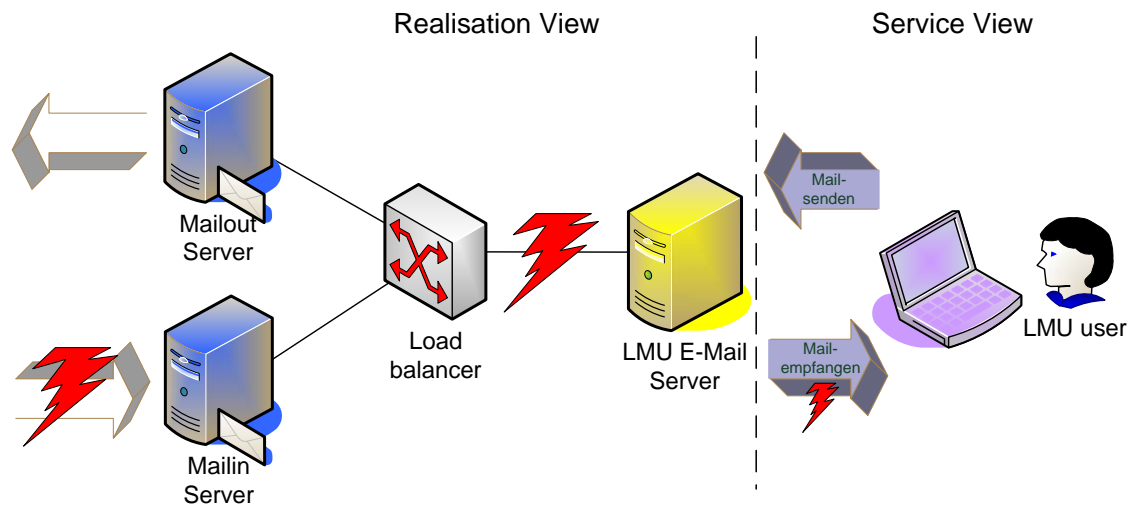 Realisation View
Service View
Mailout
Server
Mail-
senden
Load
balancer
LMU E-Mail
Server
LMU user
Mail-
empfangen
Mailin
Server